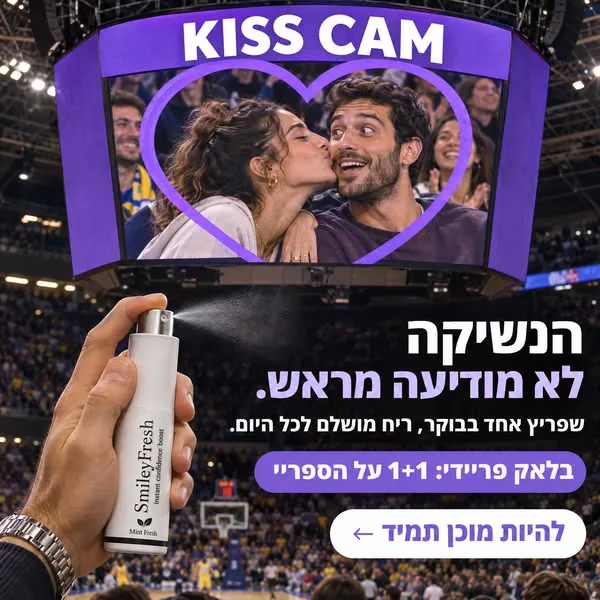 KISS CAM
הנשיקה
לא מודיעה מראש.
שפריץ אחד בבוקר, ריח מושלם לכל היום.
בלאק פריידי: 1+1 על הספריי
להיות מוכן תמיד ←
SmileyFresh
instant confidence boost
Mint Fresh